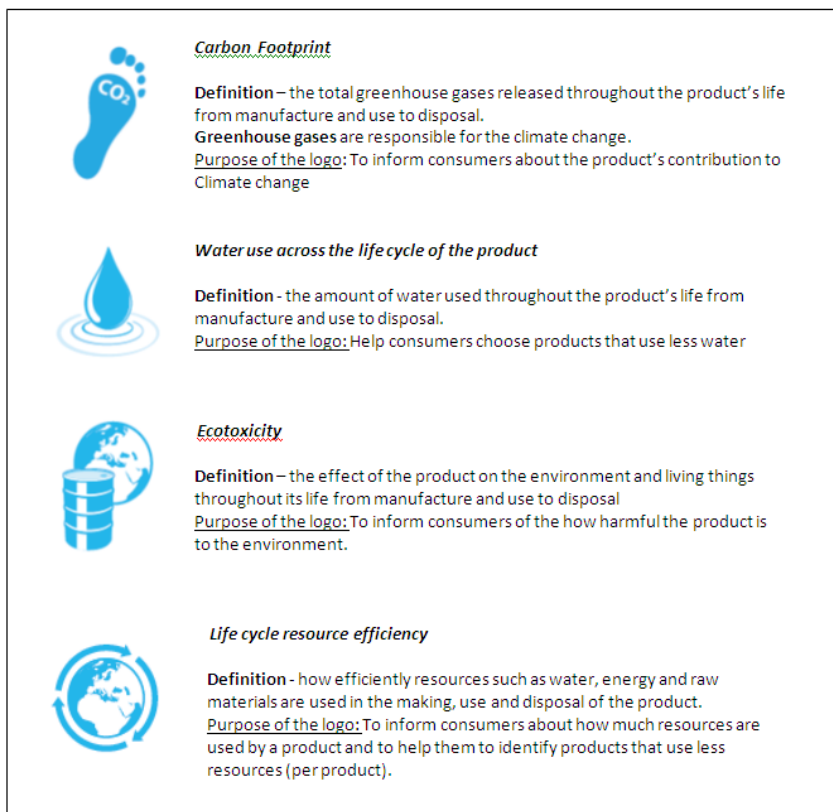 Carbon Footprint
CO₂
Definition – the total greenhouse gases released throughout the product's life
from manufacture and use to disposal.
Greenhouse gases are responsible for the climate change.
Purpose of the logo: To inform consumers about the product's contribution to
Climate change
Water use across the life cycle of the product
Definition - the amount of water used throughout the product's life from
manufacture and use to disposal.
Purpose of the logo: Help consumers choose products that use less water
Ecotoxicity
Definition – the effect of the product on the environment and living things
throughout its life from manufacture and use to disposal
Purpose of the logo: To inform consumers of the how harmful the product is
to the environment.
Life cycle resource efficiency
Definition - how efficiently resources such as water, energy and raw
materials are used in the making, use and disposal of the product.
Purpose of the logo: To inform consumers about how much resources are
used by a product and to help them to identify products that use less
resources (per product).